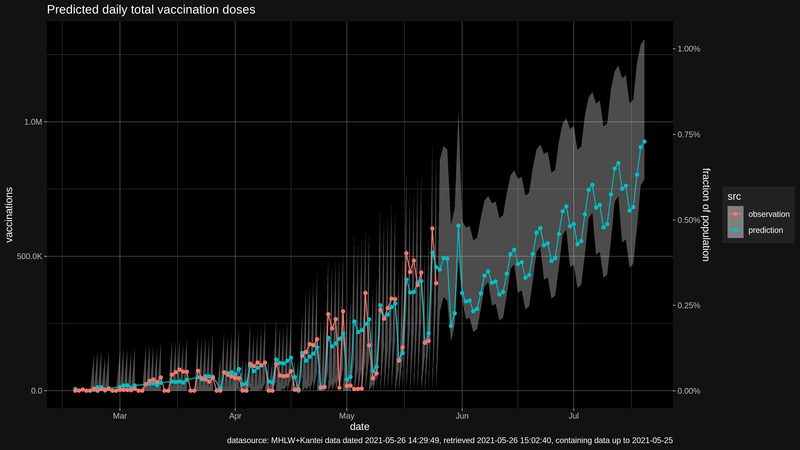 Predicted daily total vaccination doses
1.00%
1.0M
0.75%
vaccinations
fraction of population
src
observation
prediction
0.50%
500.0K
0.25%
0.0
0.00%
Mar
Apr
May
Jun
Jul
date
datasource: MHLW+Kantei data dated 2021-05-26 14:29:49, retrieved 2021-05-26 15:02:40, containing data up to 2021-05-25